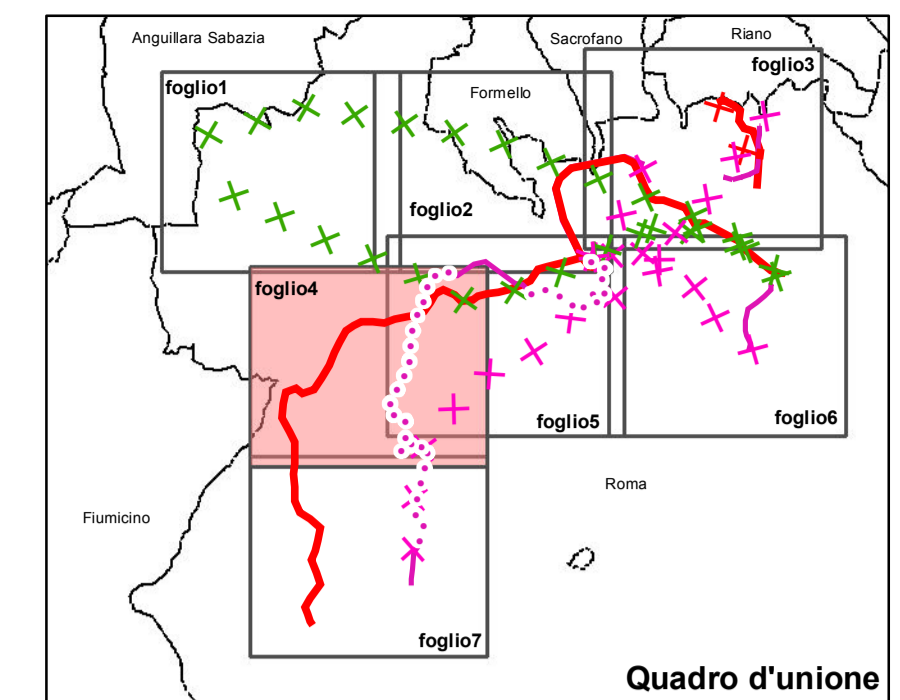 Anguillara Sabazia
Sacrofano
Riano
foglio3
foglio1
Formello
foglio2
foglio4
foglio5
foglio6
Roma
Fiumicino
foglio7
Quadro d'unione